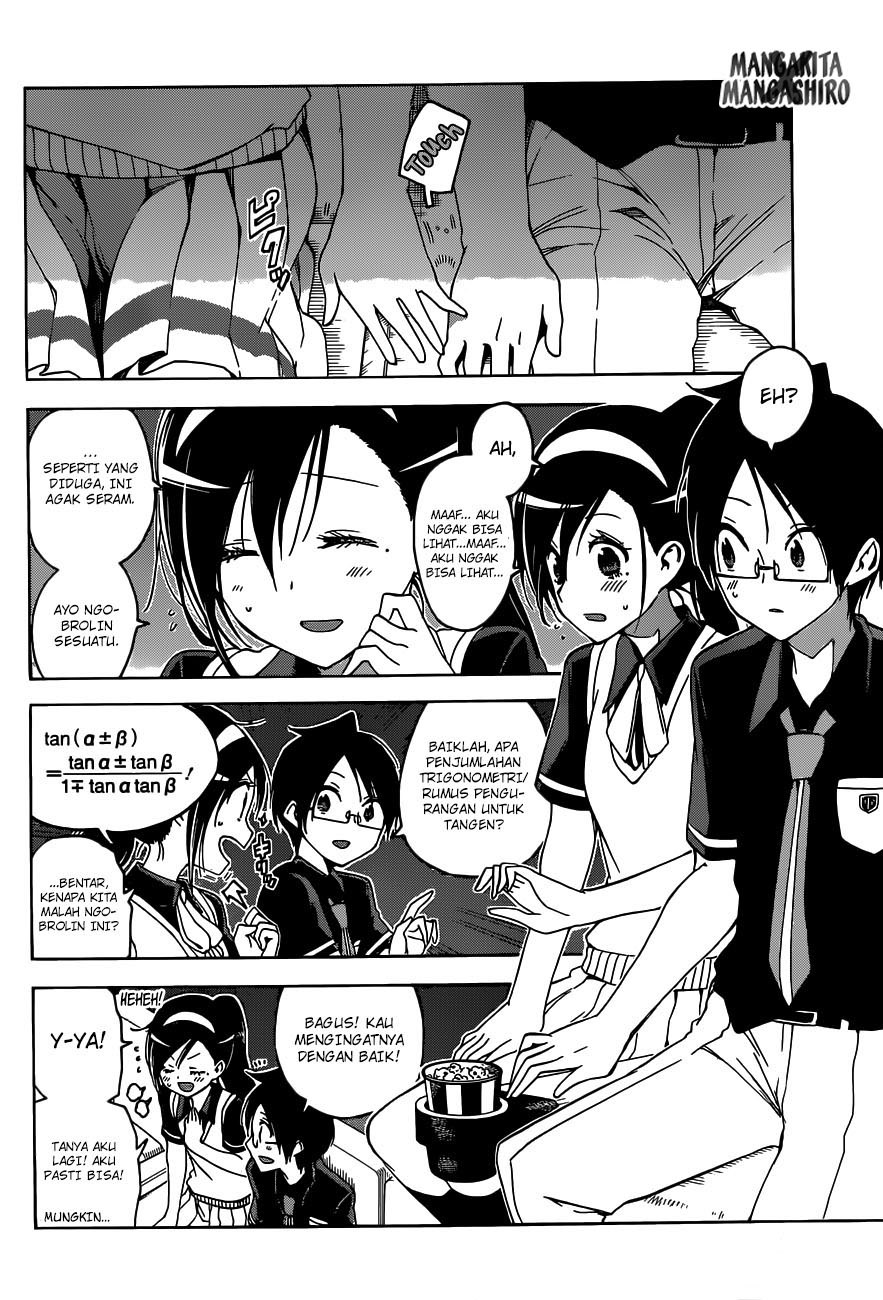 MANGAKITA
MANGASHIRO
Touch
ピクッ
EH?
AH,
MAAF... AKU
NGGAK BISA
LIHAT...MAAF...
AKU NGGAK
BISA LIHAT...
...
SEPERTI YANG
DIDUGA, INI
AGAK SERAM.
AYO NGO-
BROLIN
SESUATU.
BAIKLAH, APA
PENJUMLAHAN
TRIGONOMETRI/
RUMUS PENGU-
RANGAN UNTUK
TANGEN?
tan(α±β)
=tan α ± tan β / 1∓tan α tan β !
...BENTAR,
KENAPA KITA
MALAH NGO-
BROLIN INI?
BAGUS! KAU
MENGINGATNYA
DENGAN BAIK!
HEHEH!
Y-YA!
TANYA AKU
LAGI! AKU
PASTI BISA!
MUNGKIN...